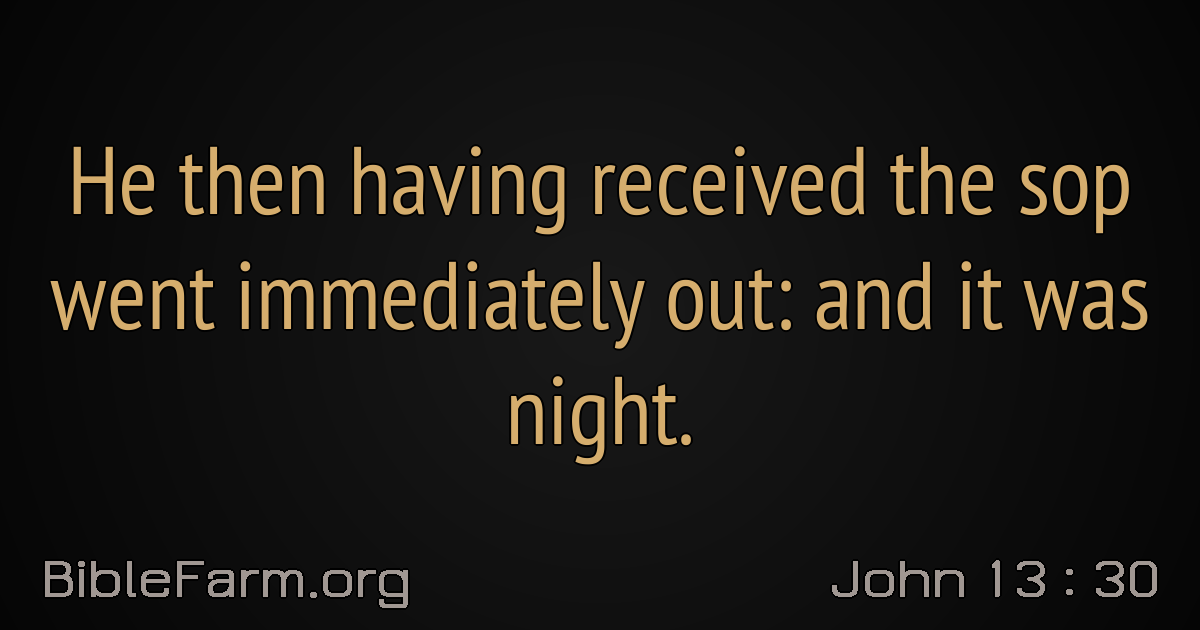 He then having received the sop
went immediately out: and it was
night.
BibleFarm.org
John 13 : 30